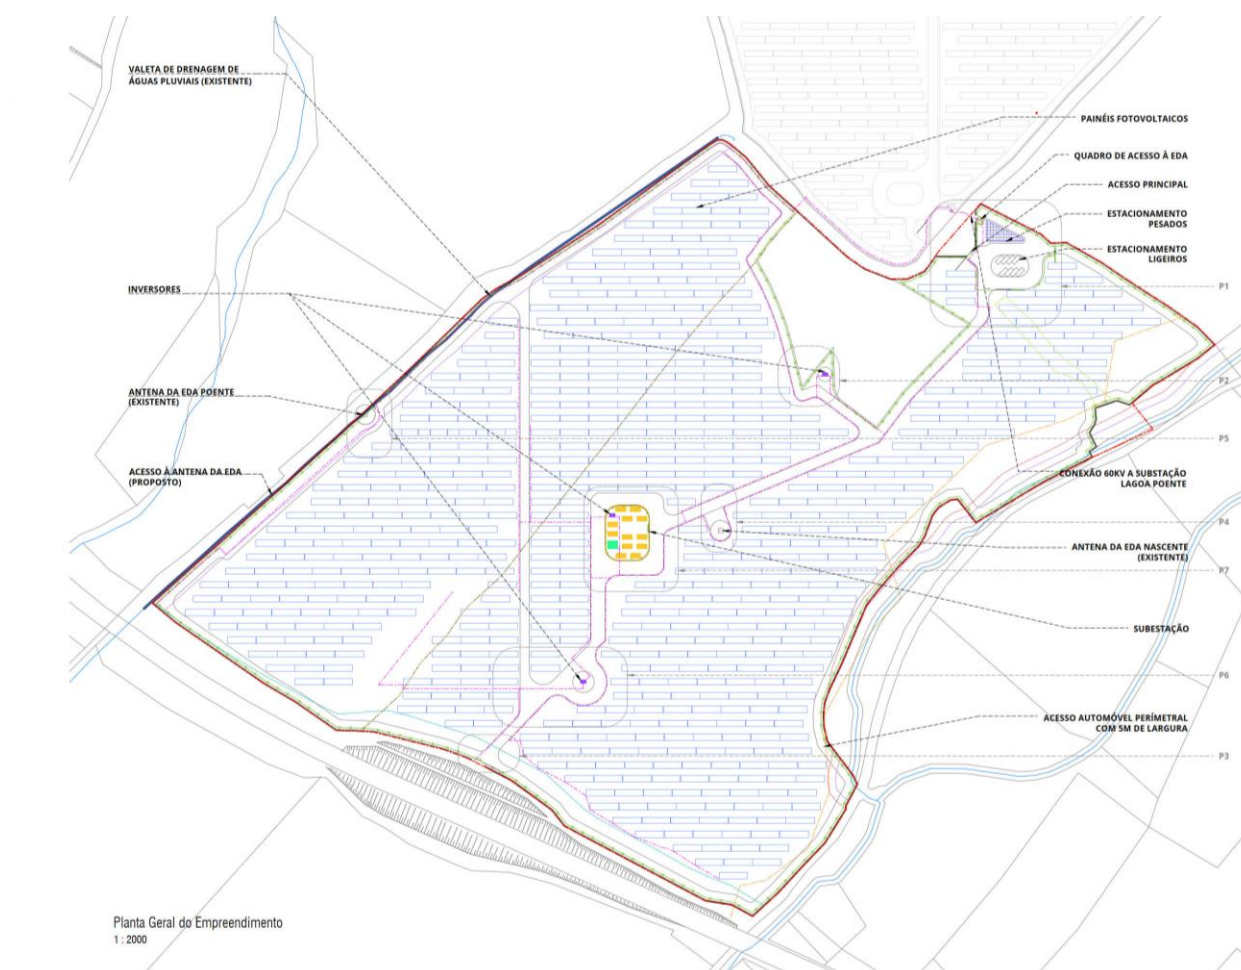 VALETA DE DRENAGEM DE
ÁGUAS PLUVIAIS (EXISTENTE)
PAINÉIS FOTOVOLTAICOS
QUADRO DE ACESSO À EDA
ACESSO PRINCIPAL
ESTACIONAMENTO
PESADOS
ESTACIONAMENTO
LIGEIROS
INVERSORES
P1
P2
ANTENA DA EDA POENTE
(EXISTENTE)
P5
ACESSO À ANTENA DA EDA
(PROPOSTO)
CONEXÃO 60KV A SUBSTAÇÃO
LAGOA POENTE
P4
ANTENA DA EDA NASCENTE
(EXISTENTE)
P7
SUBESTAÇÃO
P6
ACESSO AUTOMÓVEL PERÍMETRAL
COM 5M DE LARGURA
P3
Planta Geral do Empreendimento
1 : 2000